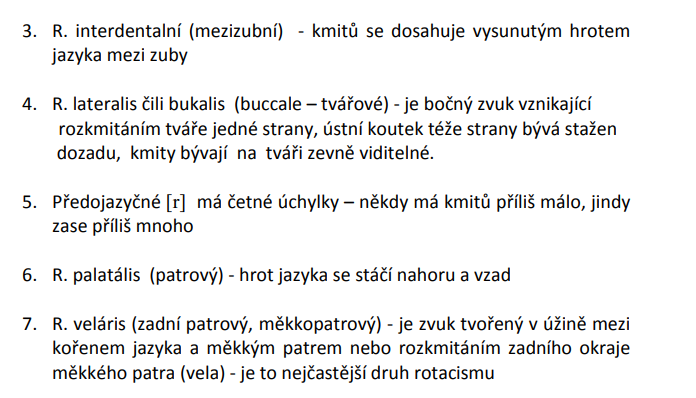 3. R. interdentalní (mezizubní) - kmitů se dosahuje vysunutým hrotem
jazyka mezi zuby
4. R. lateralis čili bukalis (buccale – tvářové) - je bočný zvuk vznikající
rozkmitáním tváře jedné strany, ústní koutek téže strany bývá stažen
dozadu, kmity bývají na tváři zevně viditelné.
5. Předojazyčné [r] má četné úchylky – někdy má kmitů příliš málo, jindy
zase příliš mnoho
6. R. palatális (patrový) - hrot jazyka se stáčí nahoru a vzad
7. R. veláris (zadní patrový, měkkopatrový) - je zvuk tvořený v úžině mezi
kořenem jazyka a měkkým patrem nebo rozkmitáním zadního okraje
měkkého patra (vela) - je to nejčastější druh rotacismu